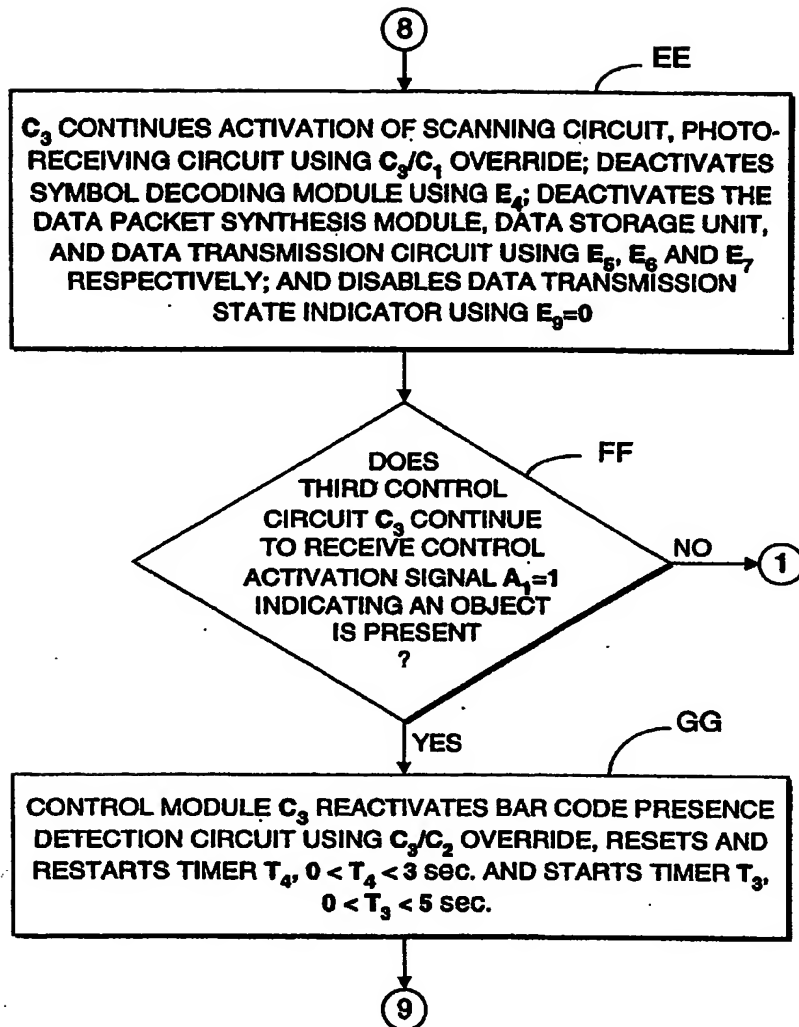 8
EE
C₃ CONTINUES ACTIVATION OF SCANNING CIRCUIT, PHOTO-
RECEIVING CIRCUIT USING C₃/C₁ OVERRIDE; DEACTIVATES
SYMBOL DECODING MODULE USING E₄; DEACTIVATES THE
DATA PACKET SYNTHESIS MODULE, DATA STORAGE UNIT,
AND DATA TRANSMISSION CIRCUIT USING E₅, E₆ AND E₇
RESPECTIVELY; AND DISABLES DATA TRANSMISSION
STATE INDICATOR USING E₉=0
FF
DOES
THIRD CONTROL
CIRCUIT C₃ CONTINUE
TO RECEIVE CONTROL
ACTIVATION SIGNAL A₁=1
INDICATING AN OBJECT
IS PRESENT
?
NO
1
YES
GG
CONTROL MODULE C₃ REACTIVATES BAR CODE PRESENCE
DETECTION CIRCUIT USING C₃/C₂ OVERRIDE, RESETS AND
RESTARTS TIMER T₄, 0 < T₄ < 3 sec. AND STARTS TIMER T₃,
0 < T₃ < 5 sec.
9